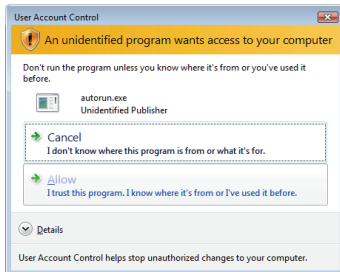 User Account Control
An unidentified program wants access to your computer
Don't run the program unless you know where it's from or you've used it
before.
autorun.exe
Unidentified Publisher
Cancel
I don't know where this program is from or what it's for.
Allow
I trust this program. I know where it's from or I've used it before.
Details
User Account Control helps stop unauthorized changes to your computer.